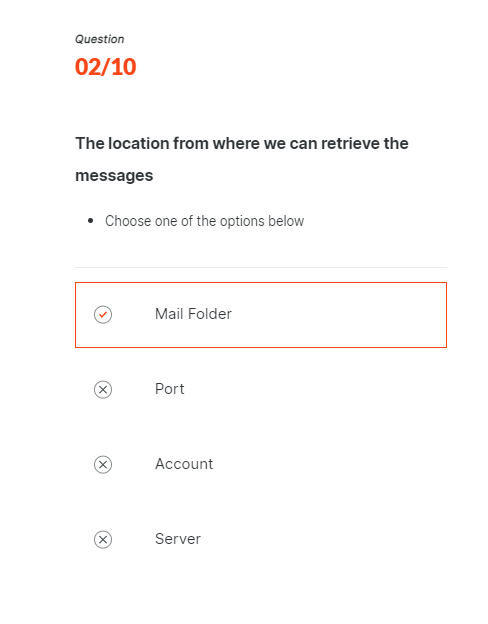 Question
02/10
The location from where we can retrieve the
messages
Choose one of the options below
Mail Folder
Port
Account
Server